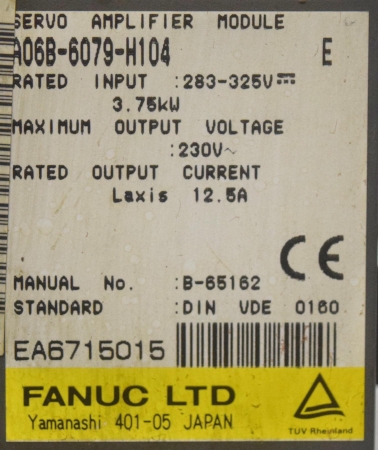 SERVO AMPLIFIER MODULE
A06B-6079-H104 E
RATED INPUT :283-325V⎓
3.75kW
MAXIMUM OUTPUT VOLTAGE
:230V~
RATED OUTPUT CURRENT
Laxis 12.5A
CE
MANUAL No. :B-65162
STANDARD :DIN VDE 0160
EA6715015
FANUC LTD
Yamanashi 401-05 JAPAN
TÜV Rheinland